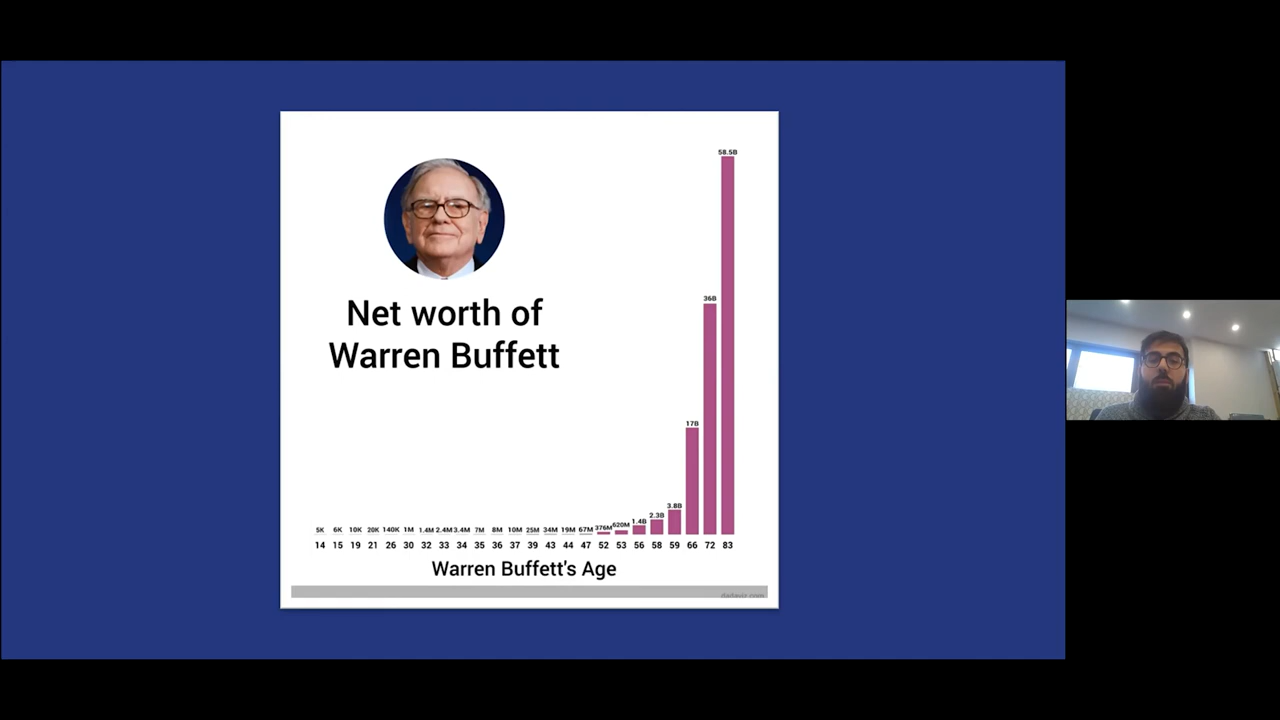 58.5B
36B
Net worth of
Warren Buffett
17B
3.8B
2.3B
5K 6K 10K 20K 140K 1M 1.4M 2.4M 3.4M 7M 8M 10M 25M 34M 19M 67M 376M 620M 1.4B
14 15 19 21 26 30 32 33 34 35 36 37 39 43 44 47 52 53 56 58 59 66 72 83
Warren Buffett's Age